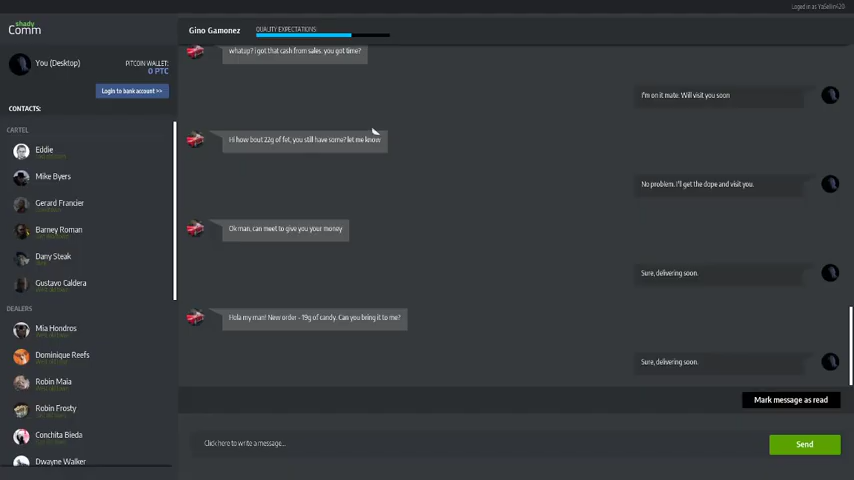 Logged in as YaSellin420
shady
Comm
Gino Gamonez
QUALITY EXPECTATIONS:
whatup? i got that cash from sales. you got time?
You (Desktop)
PITCOIN WALLET:
0 PTC
Login to bank account >>
I'm on it mate. Will visit you soon
CONTACTS:
CARTEL
Eddie
Hi how bout 22g of fet, you still have some? let me know
Mike Byers
No problem. I'll get the dope and visit you.
Gerard Francier
Barney Roman
Ok man, can meet to give you your money
Dany Steak
Sure, delivering soon.
Gustavo Caldera
DEALERS
Hola my man! New order - 19g of candy. Can you bring it to me?
Mia Hondros
Dominique Reefs
Sure, delivering soon.
Robin Maia
Mark message as read
Robin Frosty
Conchita Bieda
Click here to write a message...
Send
Dwayne Walker